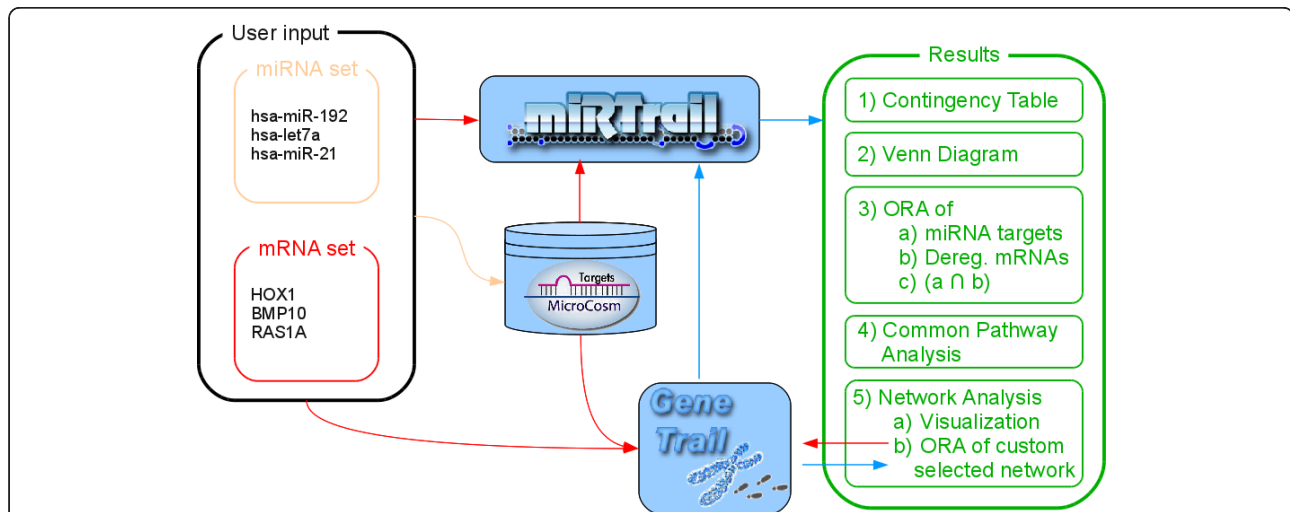 User input
miRNA set
hsa-miR-192
hsa-let7a
hsa-miR-21
mRNA set
HOX1
BMP10
RAS1A
miRTrail
Targets
MicroCosm
Gene
Trail
Results
1) Contingency Table
2) Venn Diagram
3) ORA of
a) miRNA targets
b) Dereg. mRNAs
c) (a ∩ b)
4) Common Pathway
Analysis
5) Network Analysis
a) Visualization
b) ORA of custom
selected network